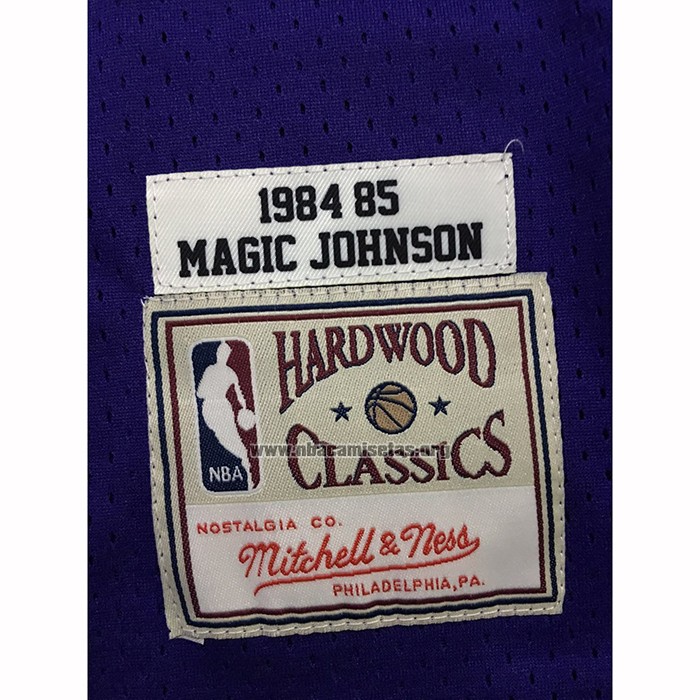 1984 85
MAGIC JOHNSON
HARDWOOD
CLASSICS
NBA
www.nbacamisetas.org
NOSTALGIA CO.
Mitchell & Ness
PHILADELPHIA, PA.